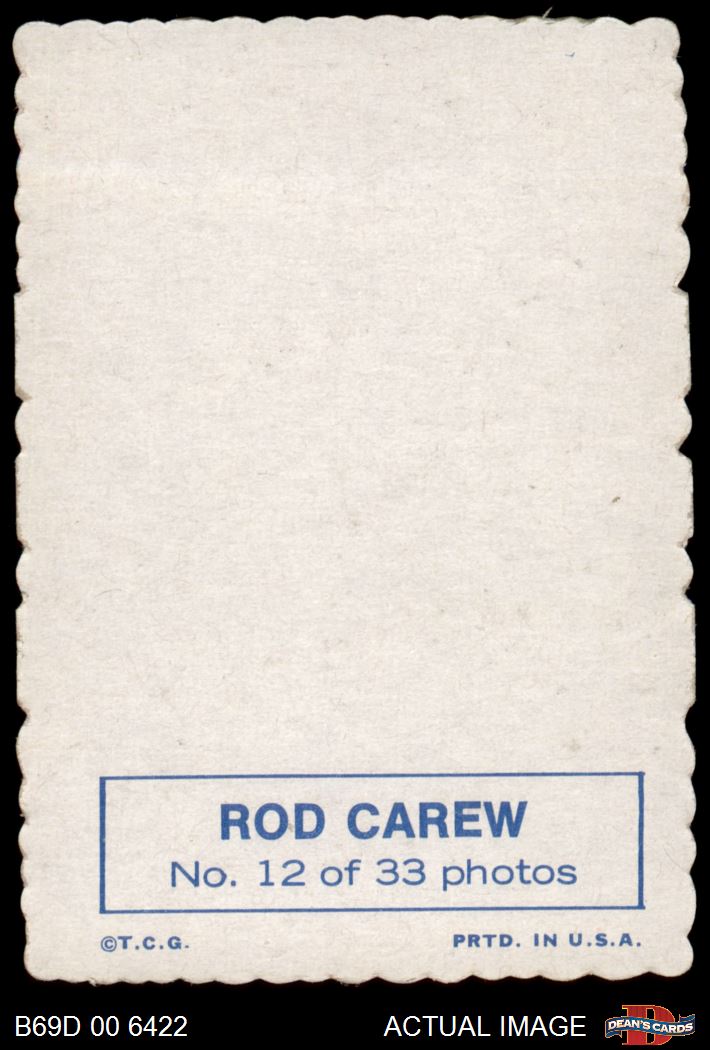 ROD CAREW
No. 12 of 33 photos
©T.C.G. PRTD. IN U.S.A.
B69D 00 6422 ACTUAL IMAGE DEAN'S CARDS